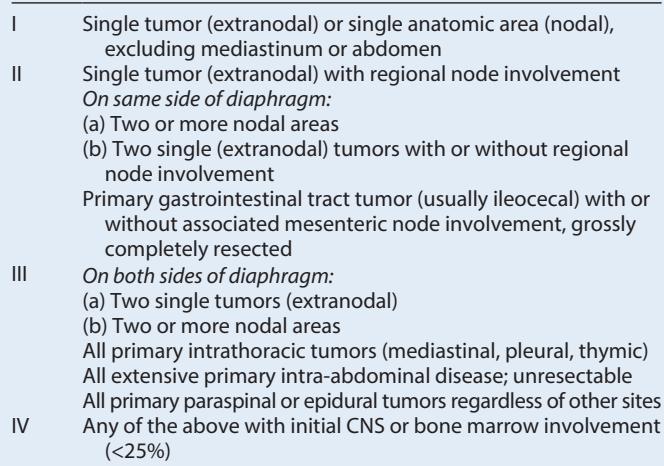 I Single tumor (extranodal) or single anatomic area (nodal),
excluding mediastinum or abdomen
II Single tumor (extranodal) with regional node involvement
On same side of diaphragm:
(a) Two or more nodal areas
(b) Two single (extranodal) tumors with or without regional
node involvement
Primary gastrointestinal tract tumor (usually ileocecal) with or
without associated mesenteric node involvement, grossly
completely resected
III On both sides of diaphragm:
(a) Two single tumors (extranodal)
(b) Two or more nodal areas
All primary intrathoracic tumors (mediastinal, pleural, thymic)
All extensive primary intra-abdominal disease; unresectable
All primary paraspinal or epidural tumors regardless of other sites
IV Any of the above with initial CNS or bone marrow involvement
(<25%)